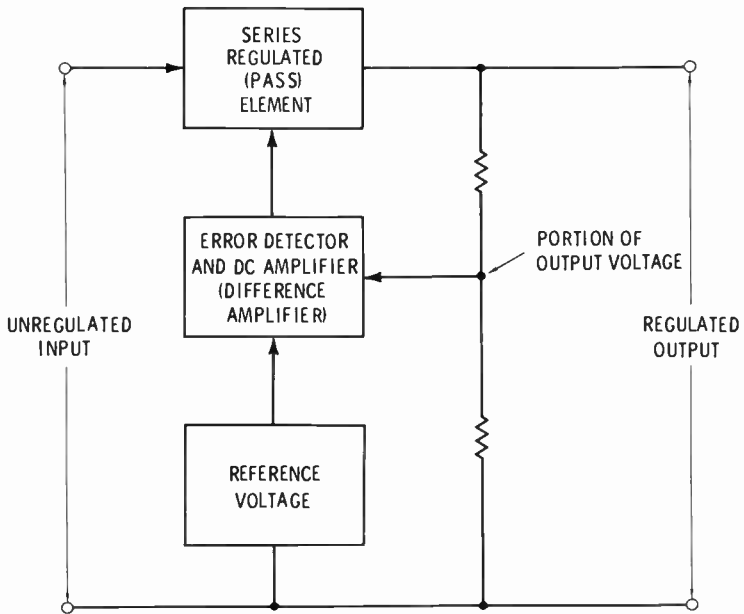 SERIES
REGULATED
(PASS)
ELEMENT
ERROR DETECTOR
AND DC AMPLIFIER
(DIFFERENCE
AMPLIFIER)
PORTION OF
OUTPUT VOLTAGE
UNREGULATED
INPUT
REGULATED
OUTPUT
REFERENCE
VOLTAGE